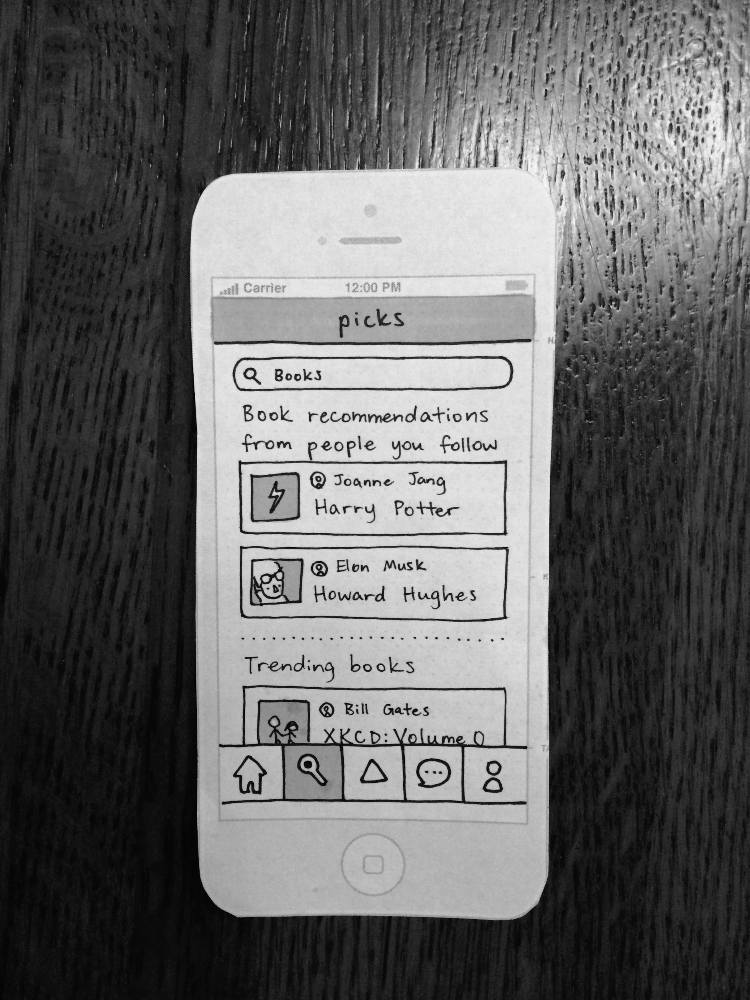 Carrier 12:00 PM
picks
Books
Book recommendations
from people you follow
Joanne Jang
Harry Potter
Elon Musk
Howard Hughes
Trending books
Bill Gates
XKCD: Volume 0